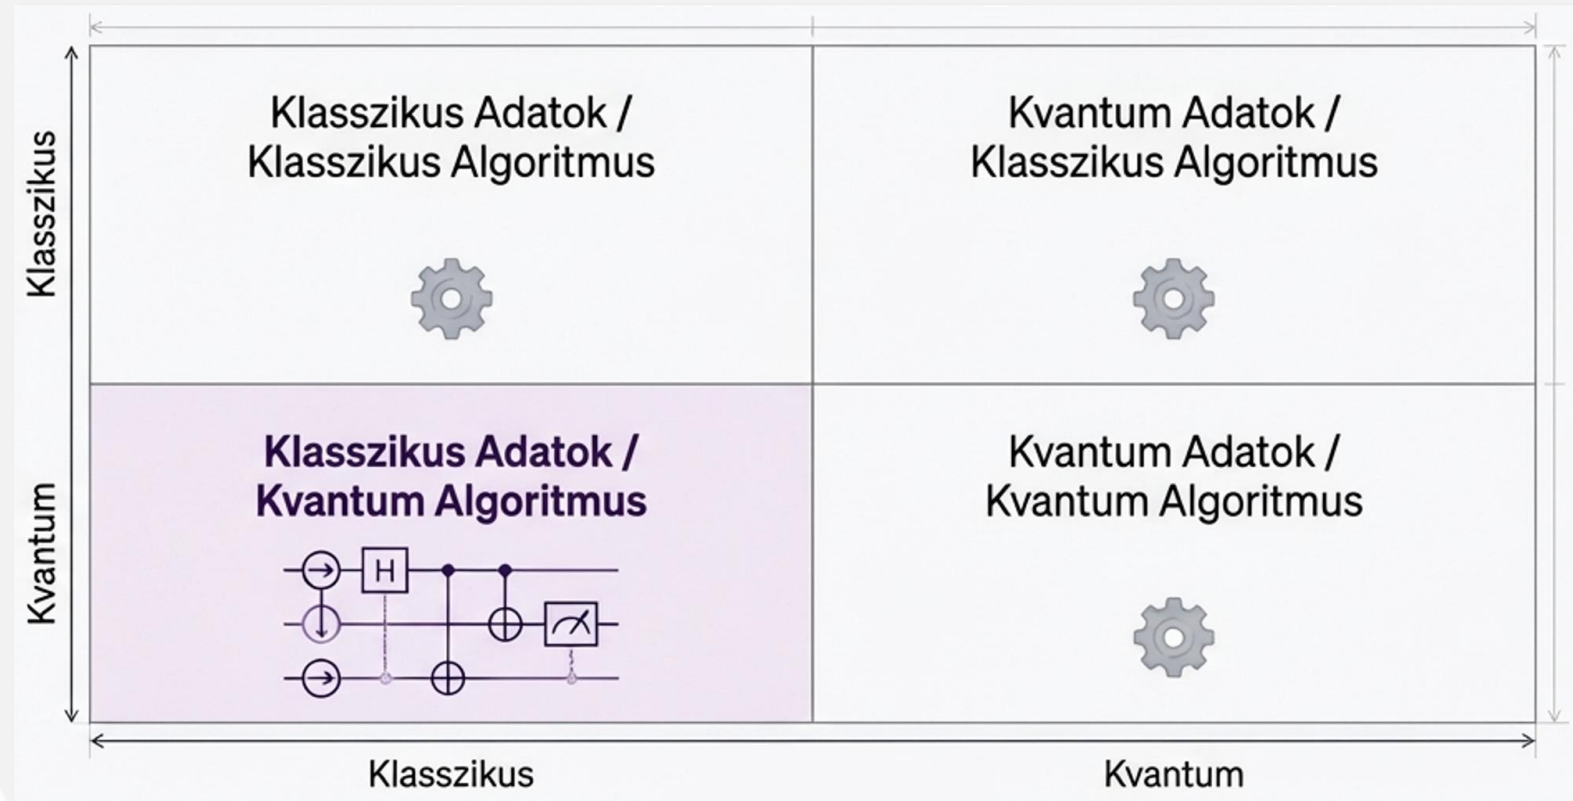 Klasszikus Adatok /
Klasszikus Algoritmus
Kvantum Adatok /
Klasszikus Algoritmus
Klasszikus
Klasszikus Adatok /
Kvantum Algoritmus
H
Kvantum Adatok /
Kvantum Algoritmus
Kvantum
Klasszikus
Kvantum